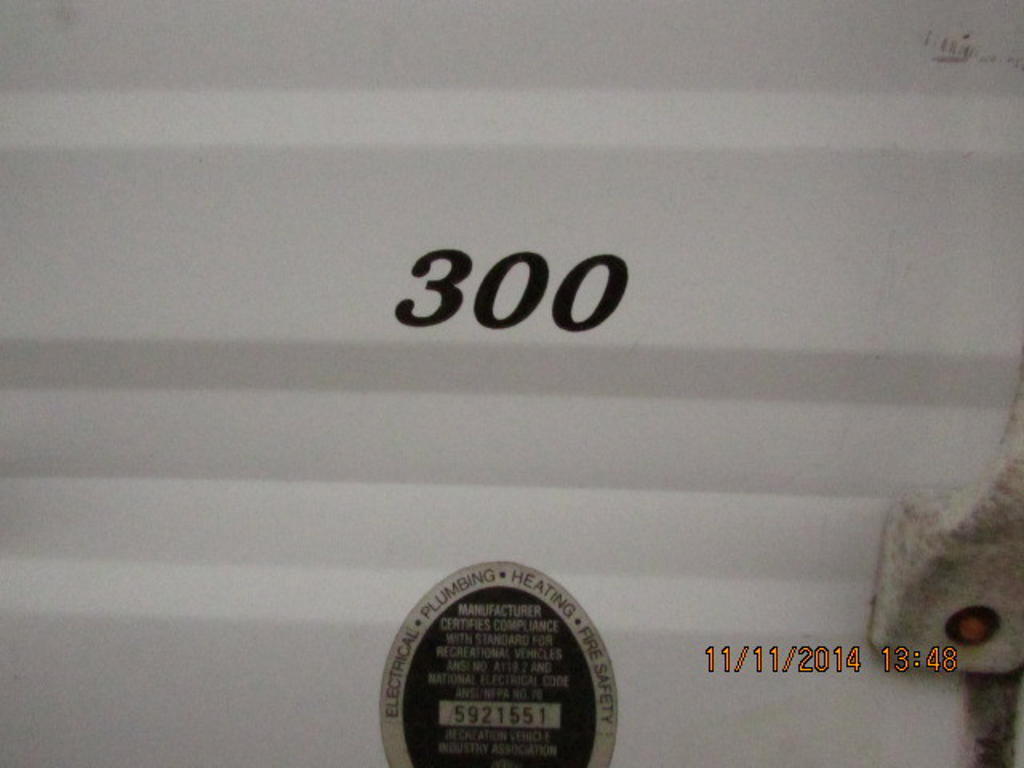 300
ELECTRICAL • PLUMBING • HEATING • FIRE SAFETY
MANUFACTURER
CERTIFIES COMPLIANCE
WITH STANDARD FOR
RECREATIONAL VEHICLES
ANSI NO. A119.2 AND
NATIONAL ELECTRICAL CODE
ANSI/NFPA NO. 70
5921551
RECREATION VEHICLE
INDUSTRY ASSOCIATION
11/11/2014 13:48